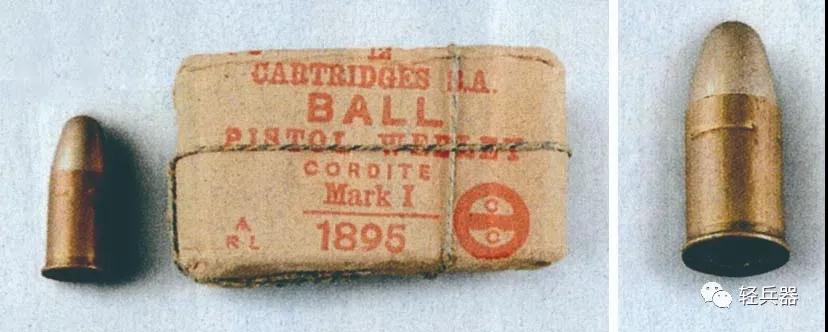 12
CARTRIDGES S.A.
BALL
PISTOL WEBLEY
CORDITE
Mark I
1895
A
R L
C
C
轻兵器